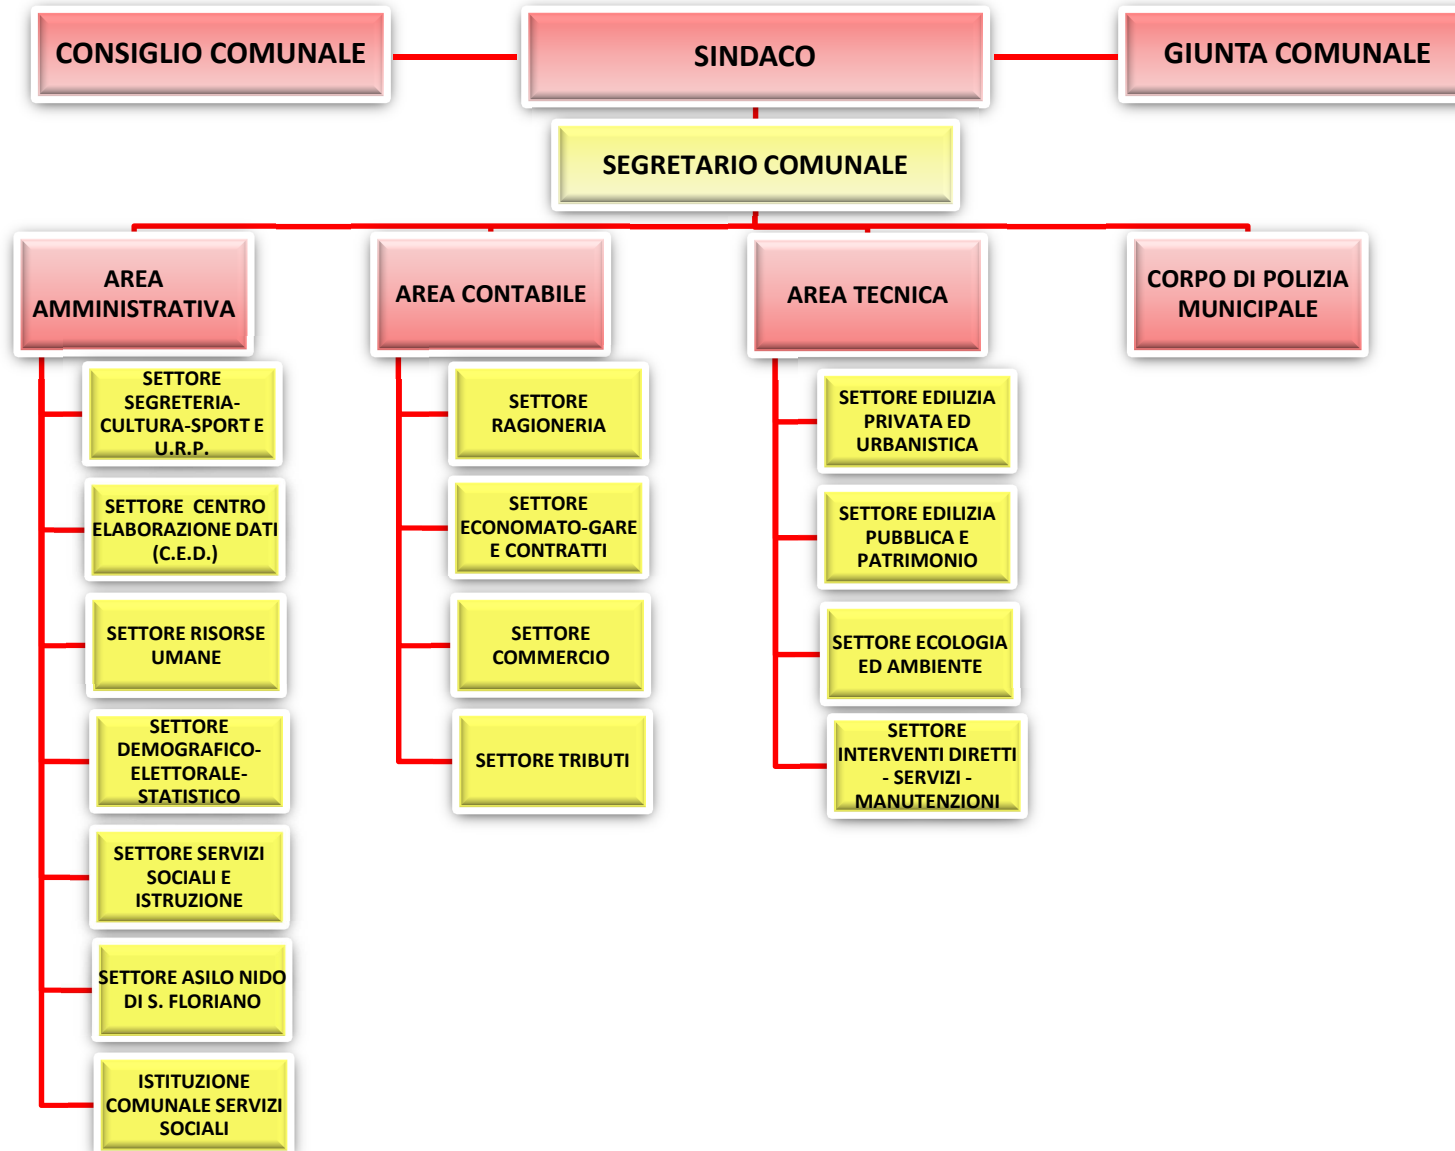 CONSIGLIO COMUNALE
SINDACO
GIUNTA COMUNALE
SEGRETARIO COMUNALE
AREA
AMMINISTRATIVA
AREA CONTABILE
AREA TECNICA
CORPO DI POLIZIA
MUNICIPALE
SETTORE
SEGRETERIA-
CULTURA-SPORT E
U.R.P.
SETTORE CENTRO
ELABORAZIONE DATI
(C.E.D.)
SETTORE RISORSE
UMANE
SETTORE
DEMOGRAFICO-
ELETTORALE-
STATISTICO
SETTORE SERVIZI
SOCIALI E
ISTRUZIONE
SETTORE ASILO NIDO
DI S. FLORIANO
ISTITUZIONE
COMUNALE SERVIZI
SOCIALI
SETTORE
RAGIONERIA
SETTORE
ECONOMATO-GARE
E CONTRATTI
SETTORE
COMMERCIO
SETTORE TRIBUTI
SETTORE EDILIZIA
PRIVATA ED
URBANISTICA
SETTORE EDILIZIA
PUBBLICA E
PATRIMONIO
SETTORE ECOLOGIA
ED AMBIENTE
SETTORE
INTERVENTI DIRETTI
- SERVIZI -
MANUTENZIONI